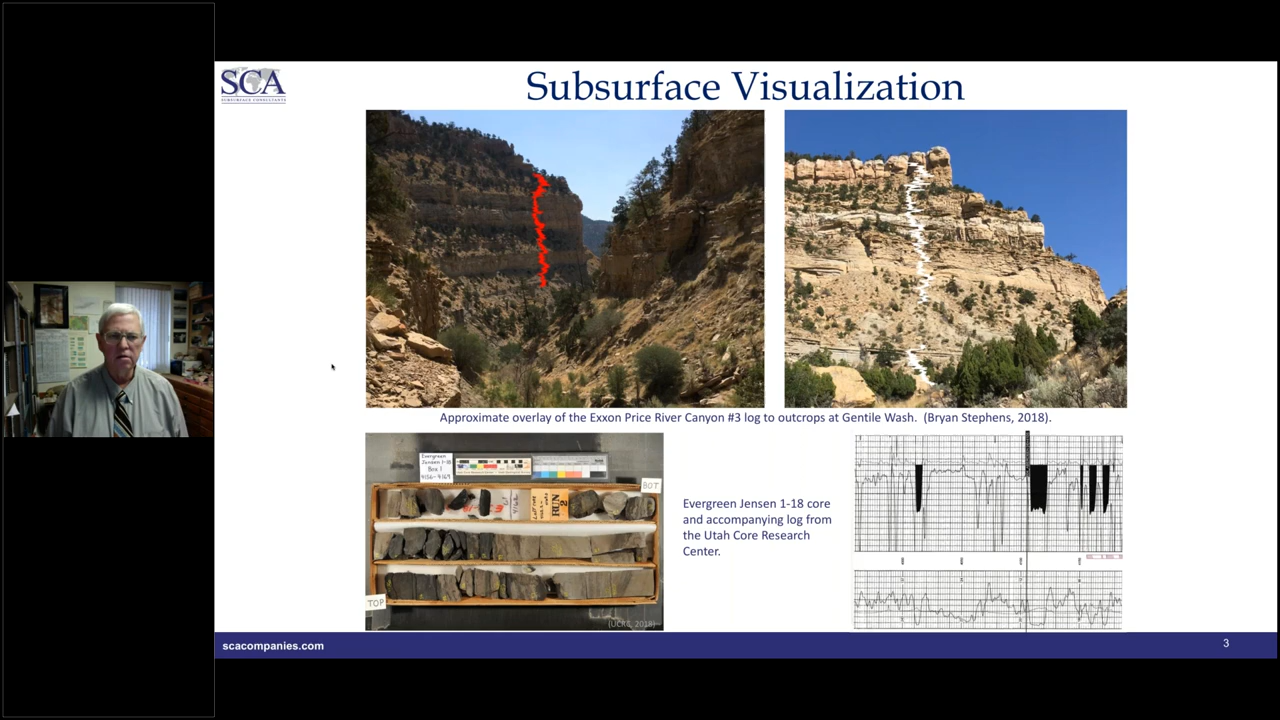 SCA
SUBSURFACE CONSULTANTS
Subsurface Visualization
Approximate overlay of the Exxon Price River Canyon #3 log to outcrops at Gentile Wash. (Bryan Stephens, 2018).
Evergreen
Jensen 1-18
Box 1
BOT
RUN
2
TOP
(UCRC, 2018)
Evergreen Jensen 1-18 core
and accompanying log from
the Utah Core Research
Center.
scacompanies.com
3